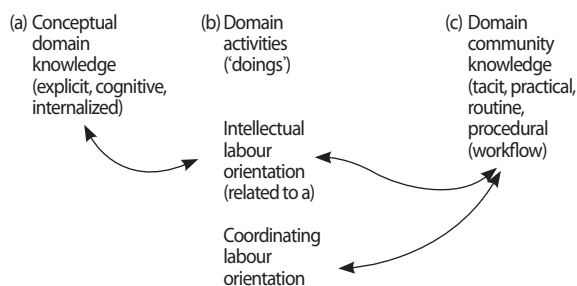 (a) Conceptual
domain
knowledge
(explicit, cognitive,
internalized)
(b) Domain
activities
(‘doings’)
Intellectual
labour
orientation
(related to a)
Coordinating
labour
orientation
(c) Domain
community
knowledge
(tacit, practical,
routine,
procedural
(workflow)